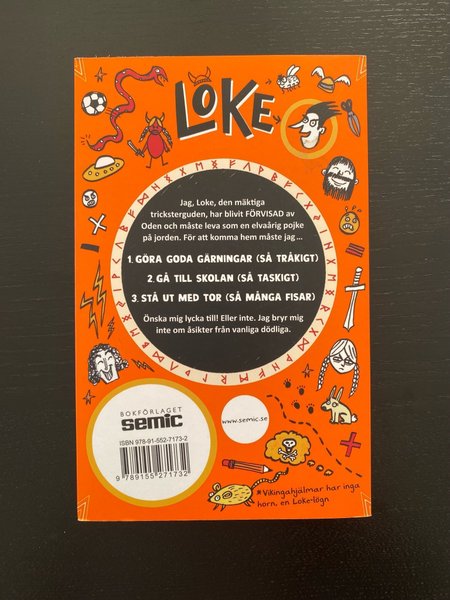 LOKE
Jag, Loke, den mäktiga
tricksterguden, har blivit FÖRVISAD av
Oden och måste leva som en elvaårig pojke
på jorden. För att komma hem måste jag ...
1. GÖRA GODA GÄRNINGAR (SÅ TRÅKIGT)
2. GÅ TILL SKOLAN (SÅ TASKIGT)
3. STÅ UT MED TOR (SÅ MÅNGA FISAR)
Önska mig lycka till! Eller inte. Jag bryr mig
inte om åsikter från vanliga dödliga.
BOKFÖRLAGET
semic
ISBN 978-91-552-7173-2
9 789155 271732
www.semic.se
*Vikingahjälmar har inga
horn, en Loke-lögn